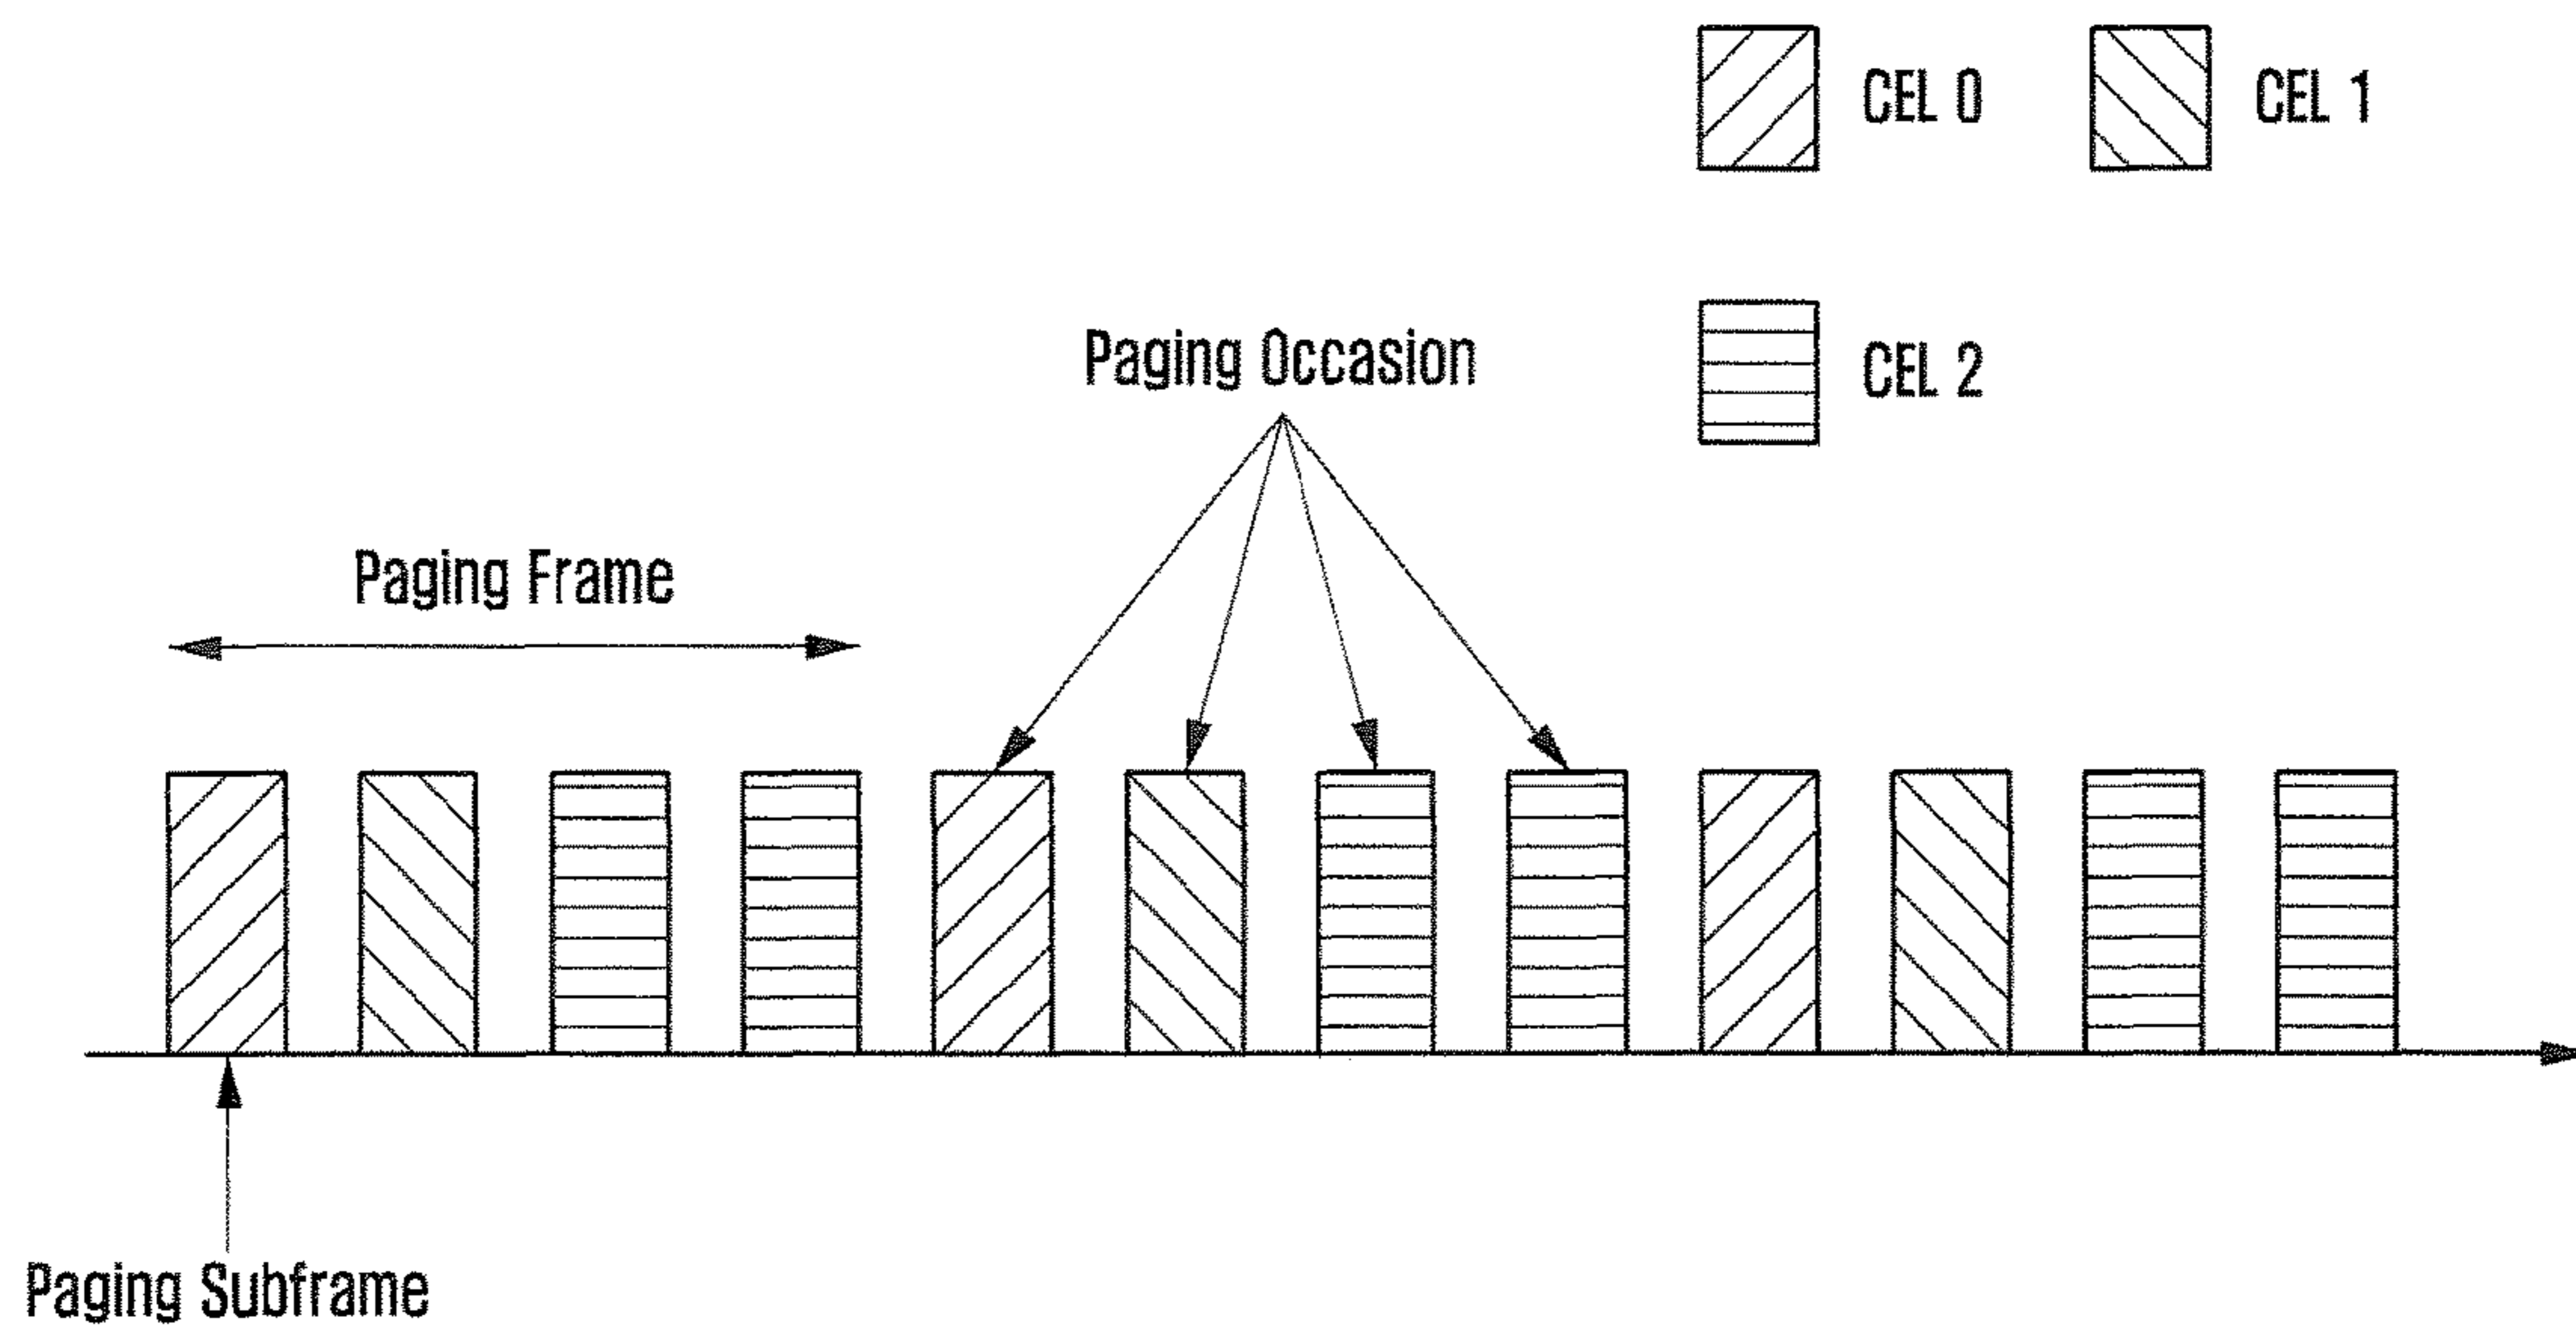 CEL 0
CEL 1
CEL 2
Paging Occasion
Paging Frame
Paging Subframe